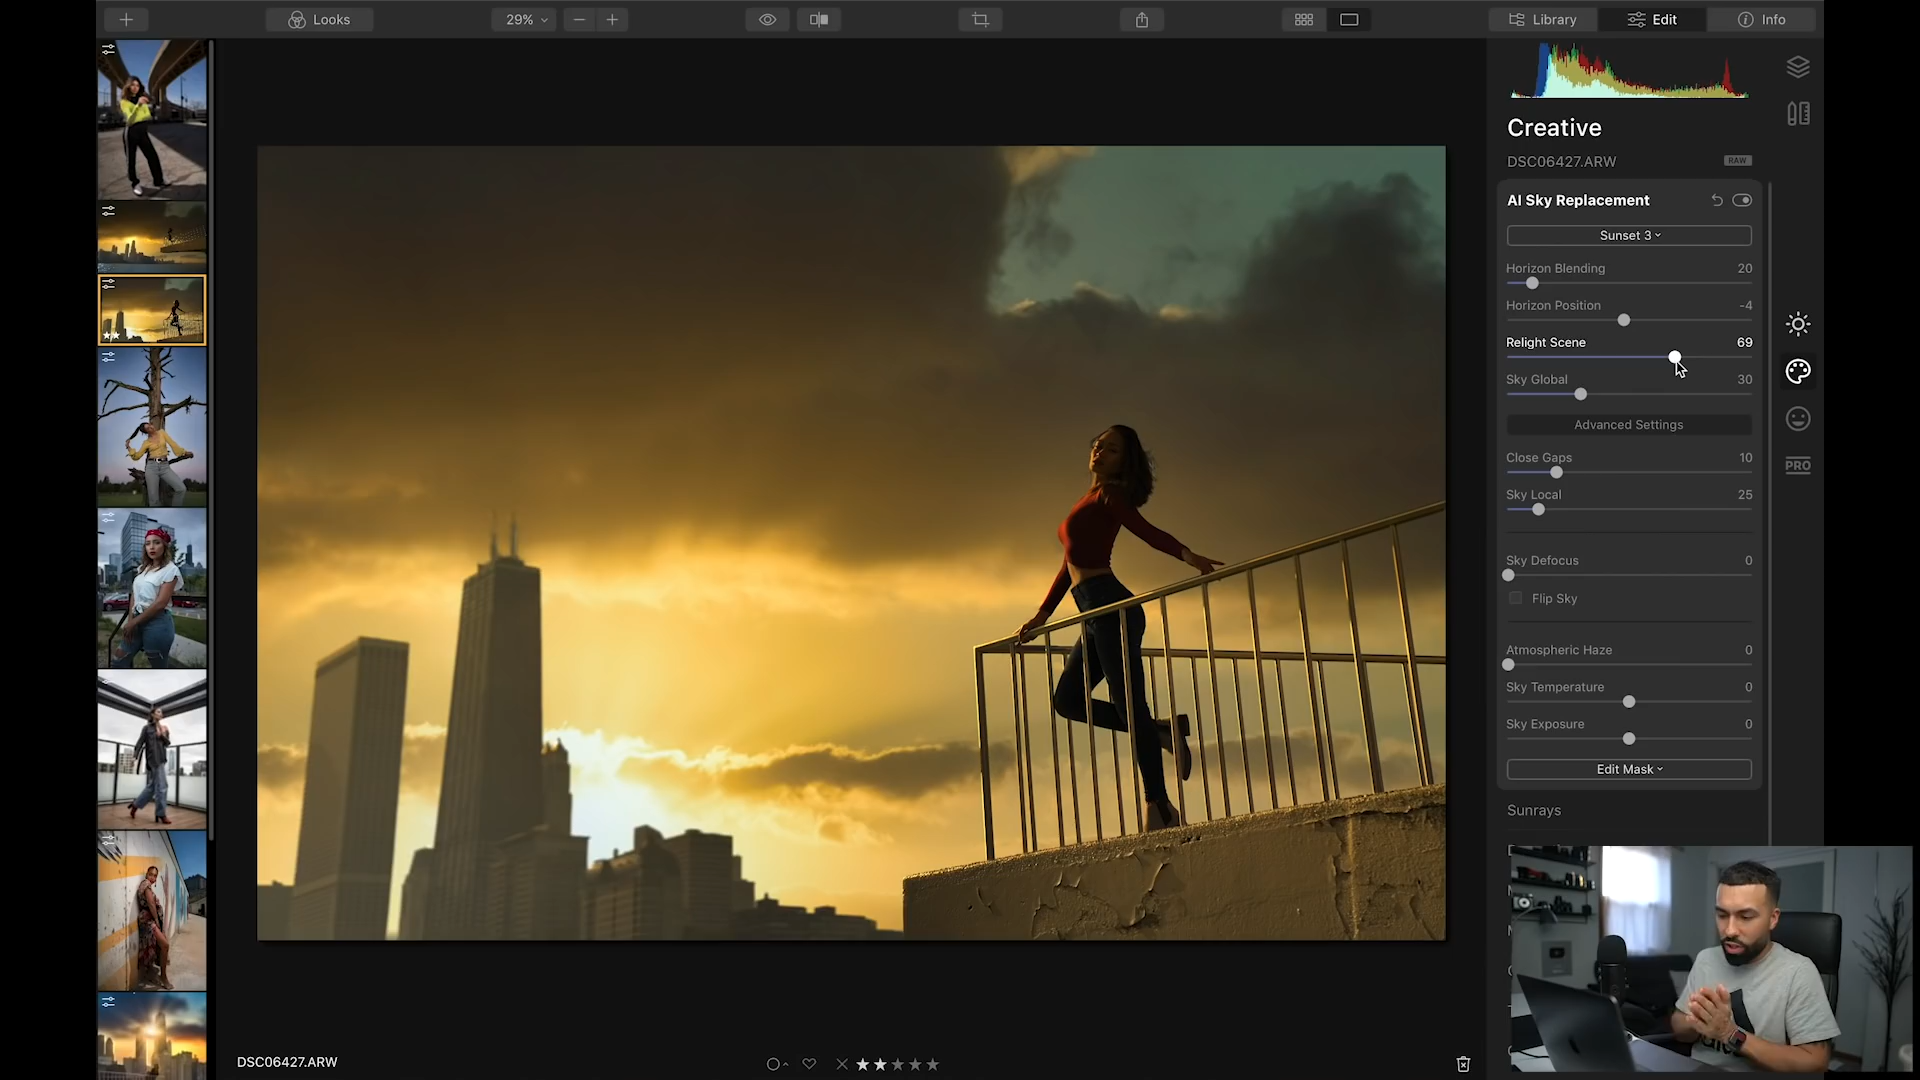 Looks
29%
Library
Edit
Info
Creative
DSC06427.ARW
RAW
AI Sky Replacement
Sunset 3
Horizon Blending 20
Horizon Position -4
Relight Scene 69
Sky Global 30
Advanced Settings
Close Gaps 10
Sky Local 25
Sky Defocus 0
Flip Sky
Atmospheric Haze 0
Sky Temperature 0
Sky Exposure 0
Edit Mask
Sunrays
PRO
DSC06427.ARW